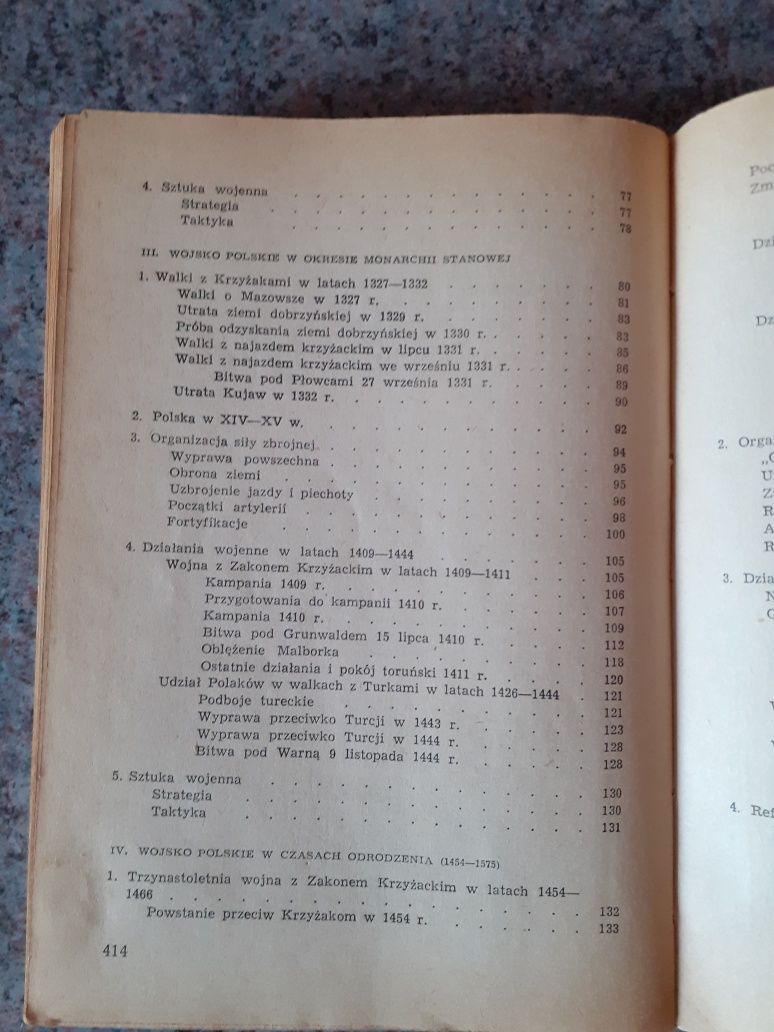 4. Sztuka wojenna . . . . . . . . . . . . 77
Strategia . . . . . . . . . . . . . 77
Taktyka . . . . . . . . . . . . . 78
III. WOJSKO POLSKIE W OKRESIE MONARCHII STANOWEJ
1. Walki z Krzyżakami w latach 1327—1332 . . . . . . 80
Walki o Mazowsze w 1327 r. . . . . . . . . 81
Utrata ziemi dobrzyńskiej w 1329 r. . . . . . . . 83
Próba odzyskania ziemi dobrzyńskiej w 1330 r. . . . . . 83
Walki z najazdem krzyżackim w lipcu 1331 r. . . . . . 85
Walki z najazdem krzyżackim we wrześniu 1331 r. . . . . 86
Bitwa pod Płowcami 27 września 1331 r. . . . . . 89
Utrata Kujaw w 1332 r. . . . . . . . . . . . 90
2. Polska w XIV—XV w. . . . . . . . . . . . 92
3. Organizacja siły zbrojnej . . . . . . . . . . . 94
Wyprawa powszechna . . . . . . . . . . . . 95
Obrona ziemi . . . . . . . . . . . . . 95
Uzbrojenie jazdy i piechoty . . . . . . . . . . 96
Początki artylerii . . . . . . . . . . . . 98
Fortyfikacje . . . . . . . . . . . . . 100
4. Działania wojenne w latach 1409—1444 . . . . . . . 105
Wojna z Zakonem Krzyżackim w latach 1409—1411 . . . 105
Kampania 1409 r. . . . . . . . . . . . 106
Przygotowania do kampanii 1410 r. . . . . . . . 107
Kampania 1410 r. . . . . . . . . . . . 109
Bitwa pod Grunwaldem 15 lipca 1410 r. . . . . . 112
Oblężenie Malborka . . . . . . . . . . 118
Ostatnie działania i pokój toruński 1411 r. . . . . . 120
Udział Polaków w walkach z Turkami w latach 1426—1444 . 121
Podboje tureckie . . . . . . . . . . . 121
Wyprawa przeciwko Turcji w 1443 r. . . . . . . 123
Wyprawa przeciwko Turcji w 1444 r. . . . . . . 128
Bitwa pod Warną 9 listopada 1444 r. . . . . . . 128
5. Sztuka wojenna . . . . . . . . . . . . 130
Strategia . . . . . . . . . . . . . 130
Taktyka . . . . . . . . . . . . . 131
IV. WOJSKO POLSKIE W CZASACH ODRODZENIA (1454—1575)
1. Trzynastoletnia wojna z Zakonem Krzyżackim w latach 1454—
1466 . . . . . . . . . . . . . . . . 132
Powstanie przeciw Krzyżakom w 1454 r. . . . . . . 133
414
2. Orga
3. Dzia
4. Ref